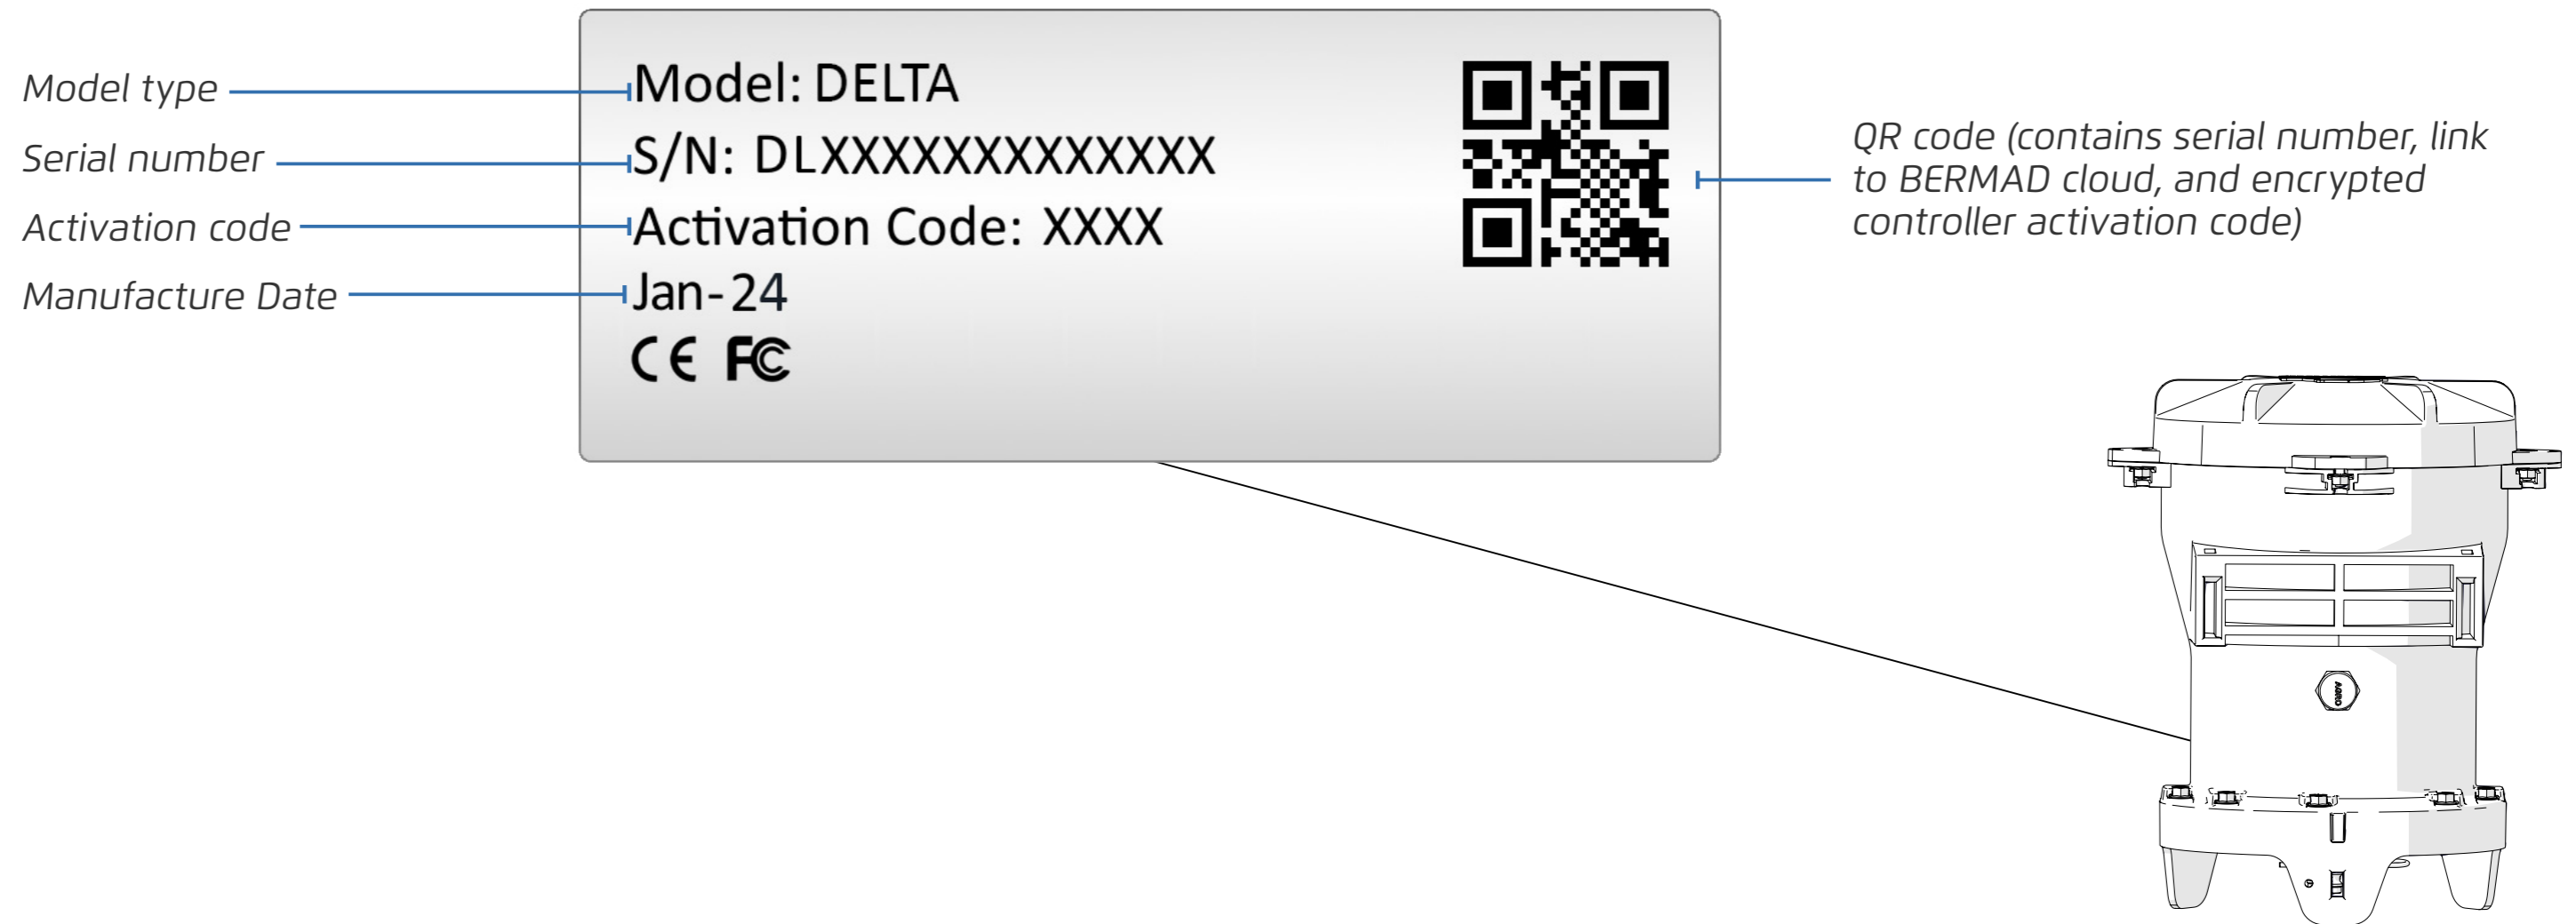 Model type
Serial number
Activation code
Manufacture Date
Model: DELTA
S/N: DLXXXXXXXXXXXXX
Activation Code: XXXX
Jan-24
CE FC
QR code (contains serial number, link
to BERMAD cloud, and encrypted
controller activation code)